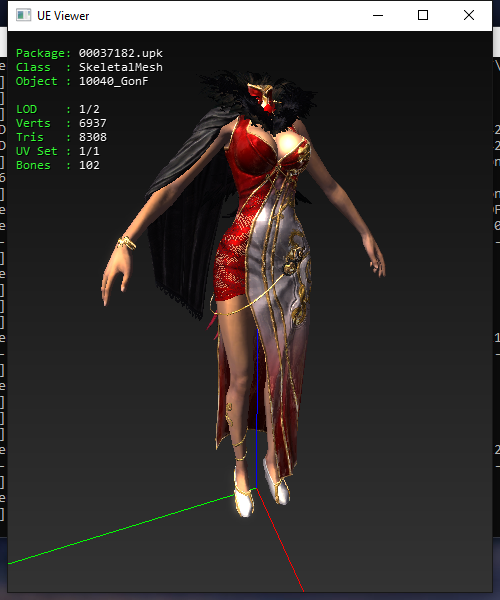 UE Viewer
Package: 00037182.upk
Class  : SkeletalMesh
Object : 10040_GonF
LOD    : 1/2
Verts  : 6937
Tris   : 8308
UV Set : 1/1
Bones  : 102